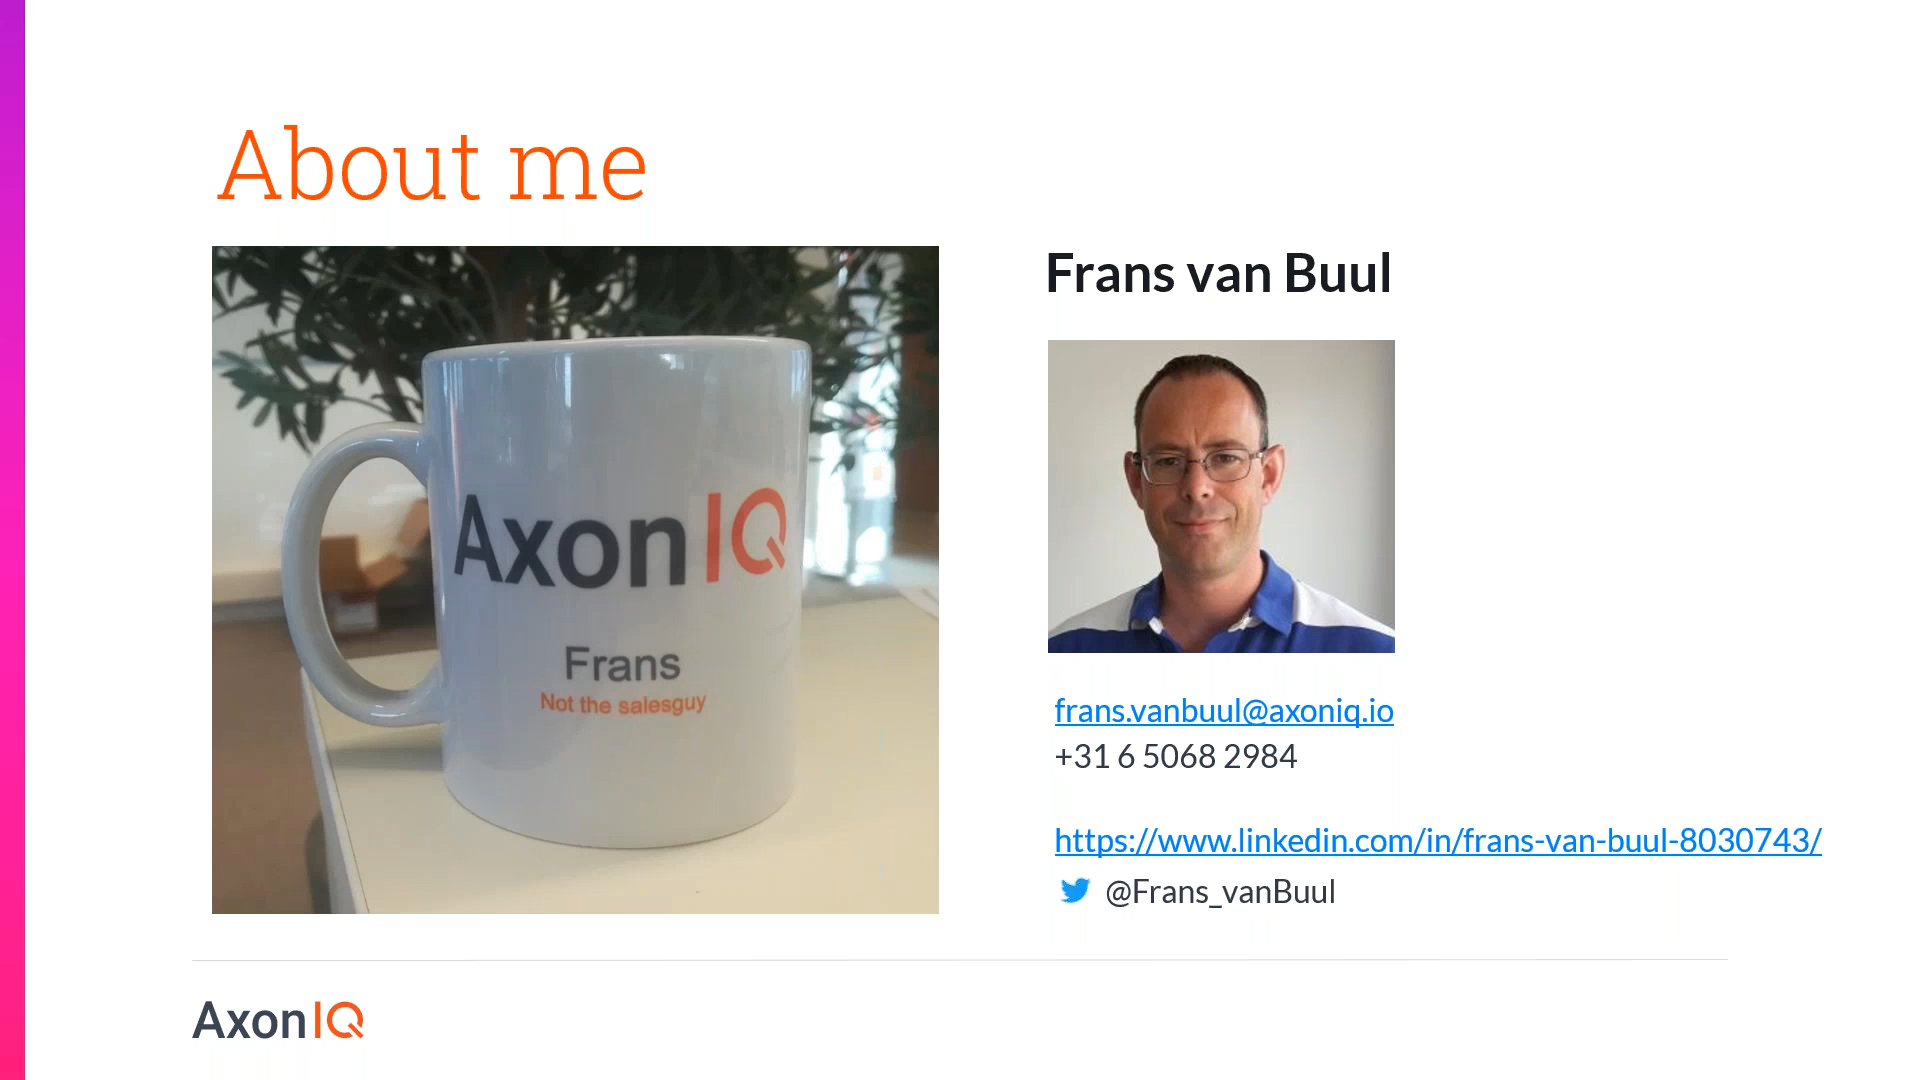 About me
AxonIQ
Frans
Not the salesguy
Frans van Buul
frans.vanbuul@axoniq.io
+31 6 5068 2984
https://www.linkedin.com/in/frans-van-buul-8030743/
@Frans_vanBuul
AxonIQ